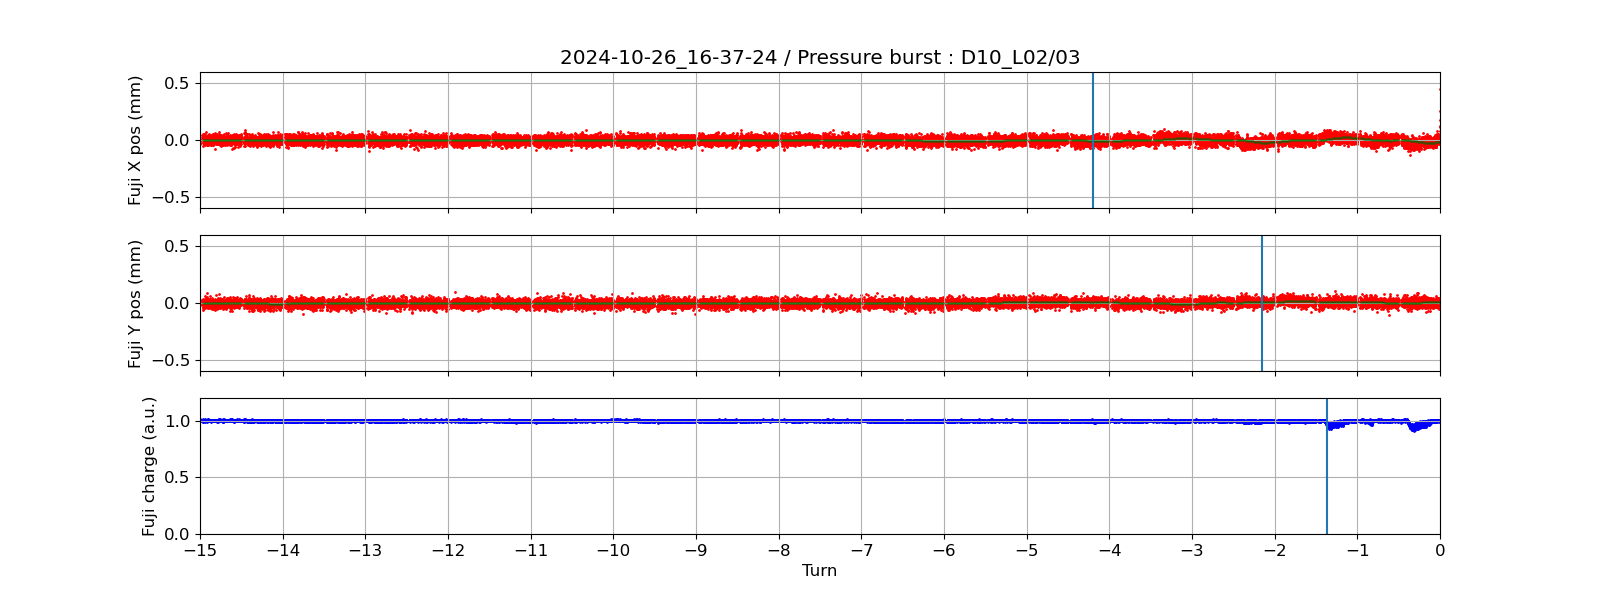 2024-10-26_16-37-24 / Pressure burst : D10_L02/03
Fuji X pos (mm)
0.5
0.0
−0.5
Fuji Y pos (mm)
0.5
0.0
−0.5
Fuji charge (a.u.)
1.0
0.5
0.0
−15 −14 −13 −12 −11 −10 −9 −8 −7 −6 −5 −4 −3 −2 −1 0
Turn